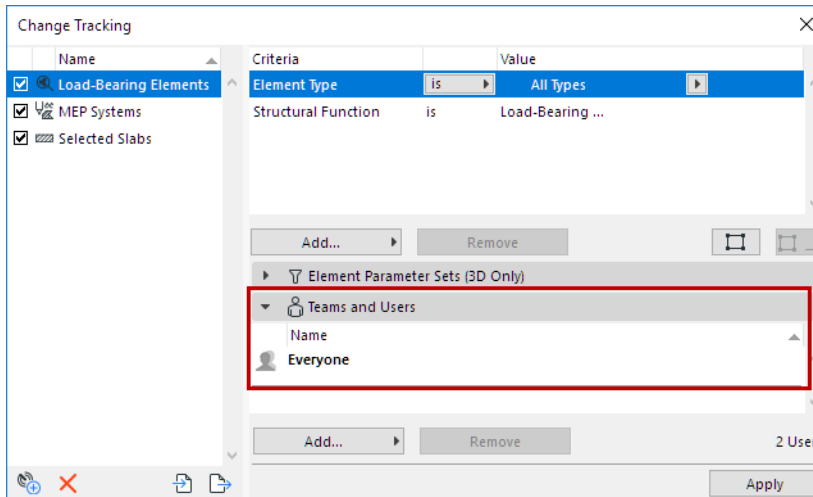 Change Tracking
Name
Load-Bearing Elements
MEP Systems
Selected Slabs
Criteria Value
Element Type is All Types
Structural Function is Load-Bearing ...
Add... Remove
Element Parameter Sets (3D Only)
Teams and Users
Name
Everyone
Add... Remove 2 Use
Apply